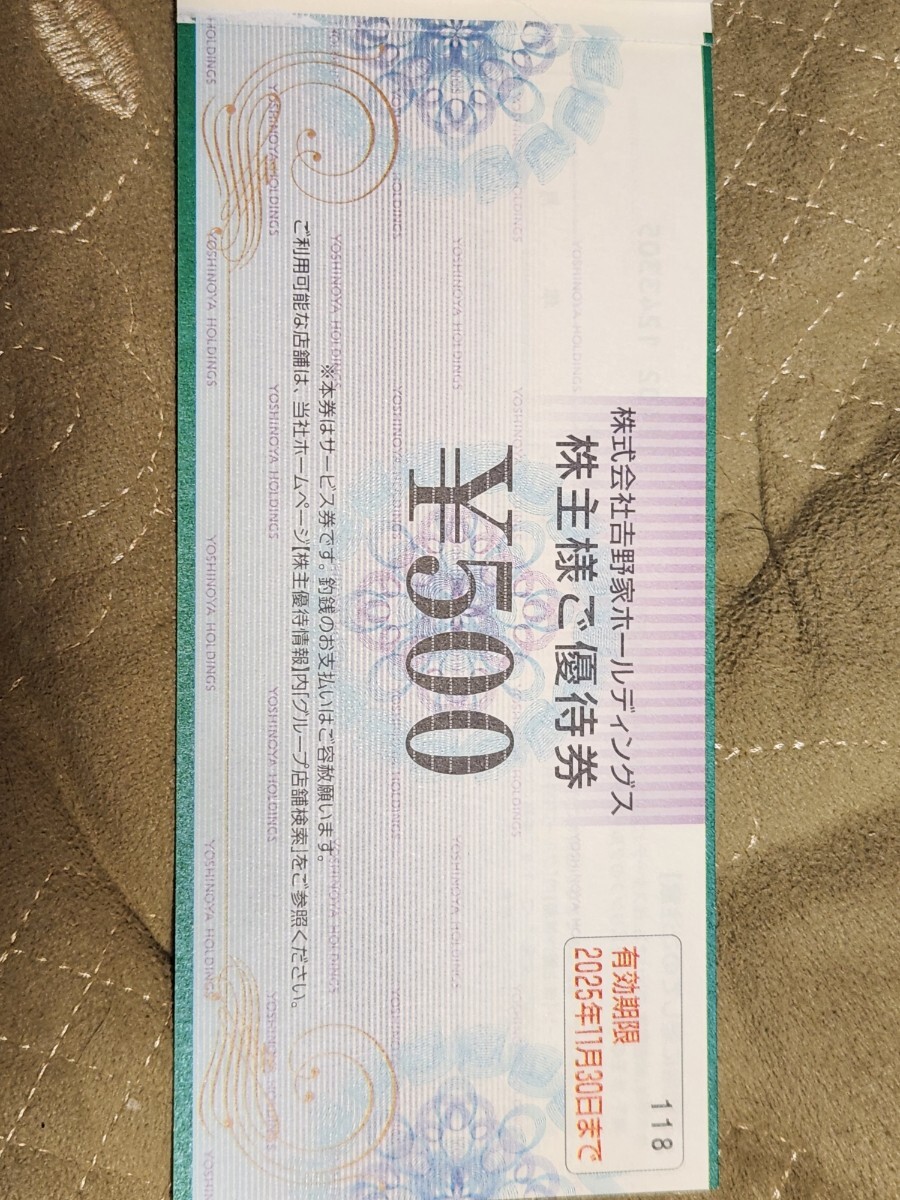 株式会社𠮷野家ホールディングス
株主様ご優待券
¥500
118
有効期限
2025年11月30日まで
※本券はサービス券です。釣銭のお支払いはご容赦願います。
ご利用可能な店舗は、当社ホームページ【株主優待情報】内「グループ店舗検索」をご参照ください。
YOSHINOYA HOLDINGS